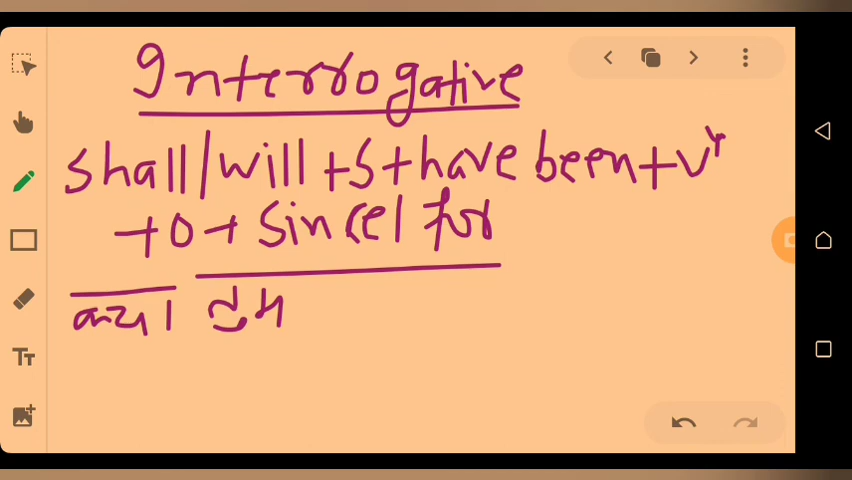 Interrogative
shall/will +S+have been+V⁴
+O+ Since/ for
क्या तुम